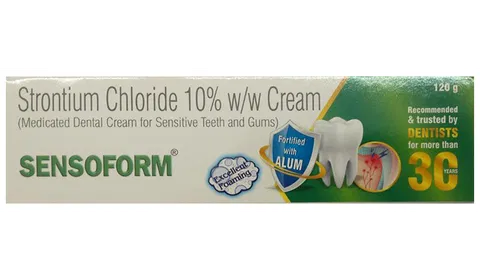 Strontium Chloride 10% w/w Cream
(Medicated Dental Cream for Sensitive Teeth and Gums)
SENSOFORM®
Excellent
Foaming
Fortified
with
ALUM
120 g
Recommended
& trusted by
DENTISTS
for more than
30 YEARS